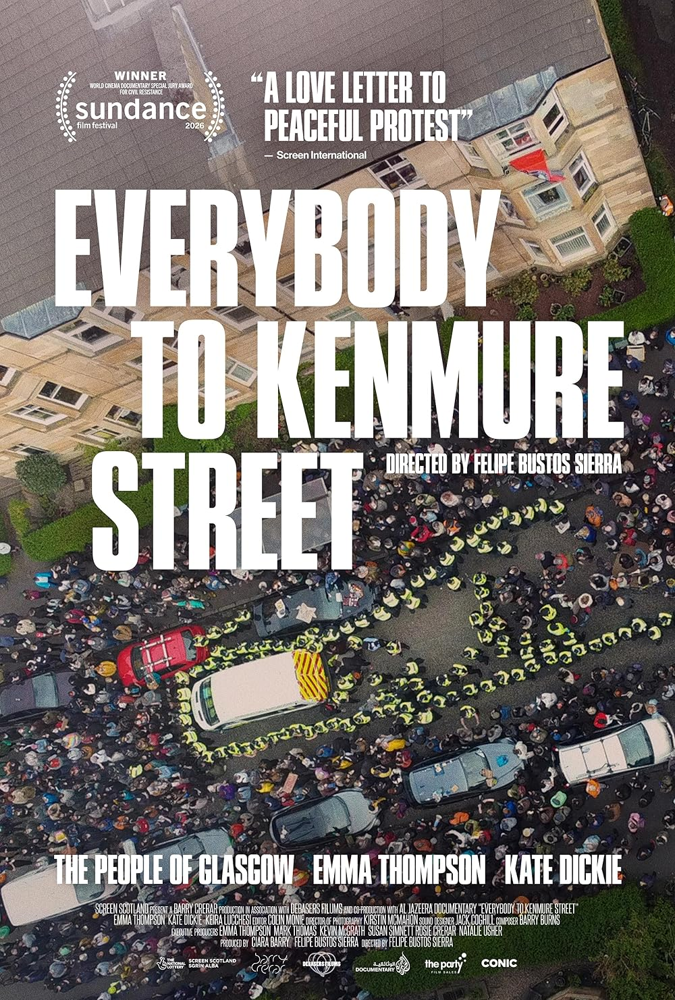 WINNER
WORLD CINEMA DOCUMENTARY SPECIAL JURY AWARD
FOR CIVIL RESISTANCE
sundance
film festival 2026
“A LOVE LETTER TO
PEACEFUL PROTEST”
— Screen International
EVERYBODY
TO KENMURE
STREET
DIRECTED BY FELIPE BUSTOS SIERRA
THE PEOPLE OF GLASGOW EMMA THOMPSON KATE DICKIE
SCREEN SCOTLAND PRESENT A BARRY CRERAR PRODUCTION IN ASSOCIATION WITH DEBASERS FILUMS AND CO-PRODUCTION WITH AL JAZEERA DOCUMENTARY "EVERYBODY TO KENMURE STREET"
EMMA THOMPSON KATE DICKIE KEIRA LUCCHESI EDITOR COLIN MONIE DIRECTOR OF PHOTOGRAPHY KIRSTIN MCMAHON SOUND DESIGNER JACK COGHILL COMPOSER BARRY BURNS
EXECUTIVE PRODUCERS EMMA THOMPSON MARK THOMAS KEVIN McGRATH SUSAN SIMNETT ROSIE CRERAR NATALIE USHER
PRODUCED BY CIARA BARRY FELIPE BUSTOS SIERRA DIRECTED BY FELIPE BUSTOS SIERRA
THE NATIONAL LOTTERY
SCREEN SCOTLAND
SGRÌN ALBA
barry crerar
DEBASERS FILUMS
الوثائقية
DOCUMENTARY
the party
FILM SALES
CONIC